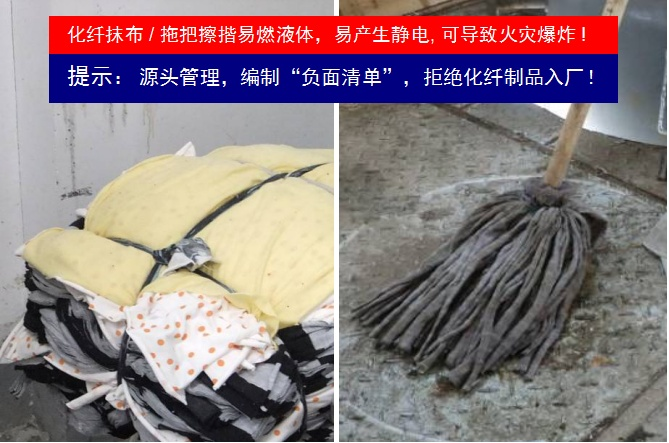 化纤抹布 / 拖把擦揩易燃液体，易产生静电, 可导致火灾爆炸！
提示： 源头管理，编制“负面清单”，拒绝化纤制品入厂！